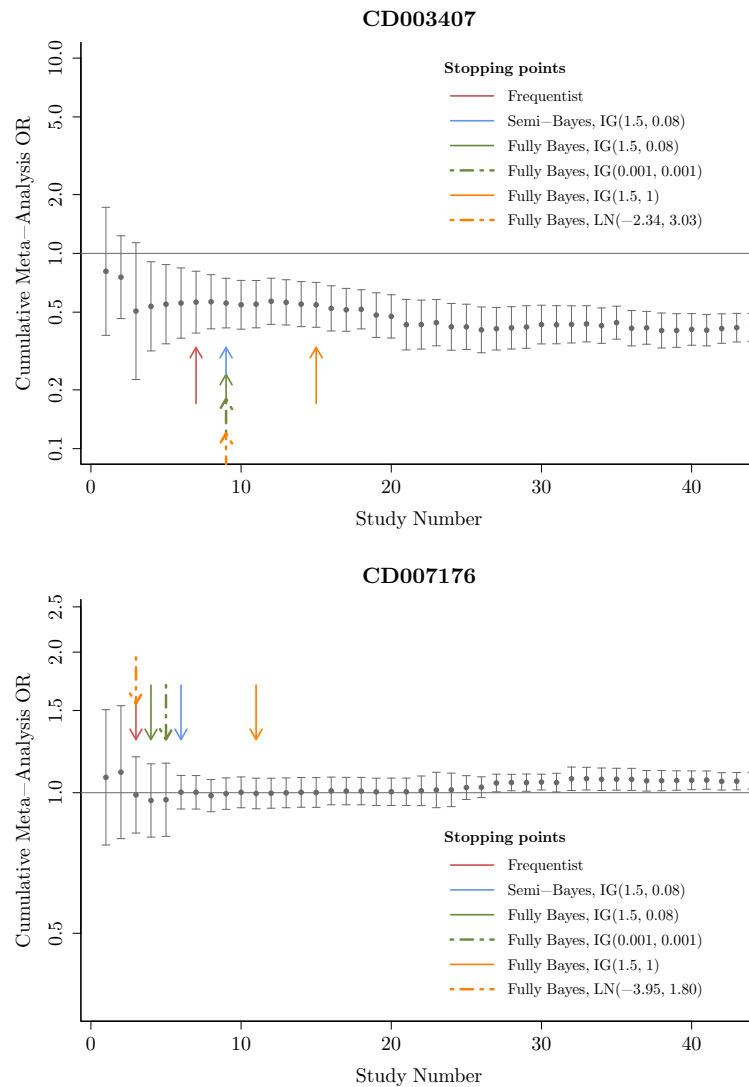 CD003407
Cumulative Meta−Analysis OR
10.0
5.0
2.0
1.0
0.5
0.2
0.1
Stopping points
Frequentist
Semi−Bayes, IG(1.5, 0.08)
Fully Bayes, IG(1.5, 0.08)
Fully Bayes, IG(0.001, 0.001)
Fully Bayes, IG(1.5, 1)
Fully Bayes, LN(−2.34, 3.03)
0 10 20 30 40
Study Number
CD007176
Cumulative Meta−Analysis OR
2.5
2.0
1.5
1.0
0.5
Stopping points
Frequentist
Semi−Bayes, IG(1.5, 0.08)
Fully Bayes, IG(1.5, 0.08)
Fully Bayes, IG(0.001, 0.001)
Fully Bayes, IG(1.5, 1)
Fully Bayes, LN(−3.95, 1.80)
0 10 20 30 40
Study Number